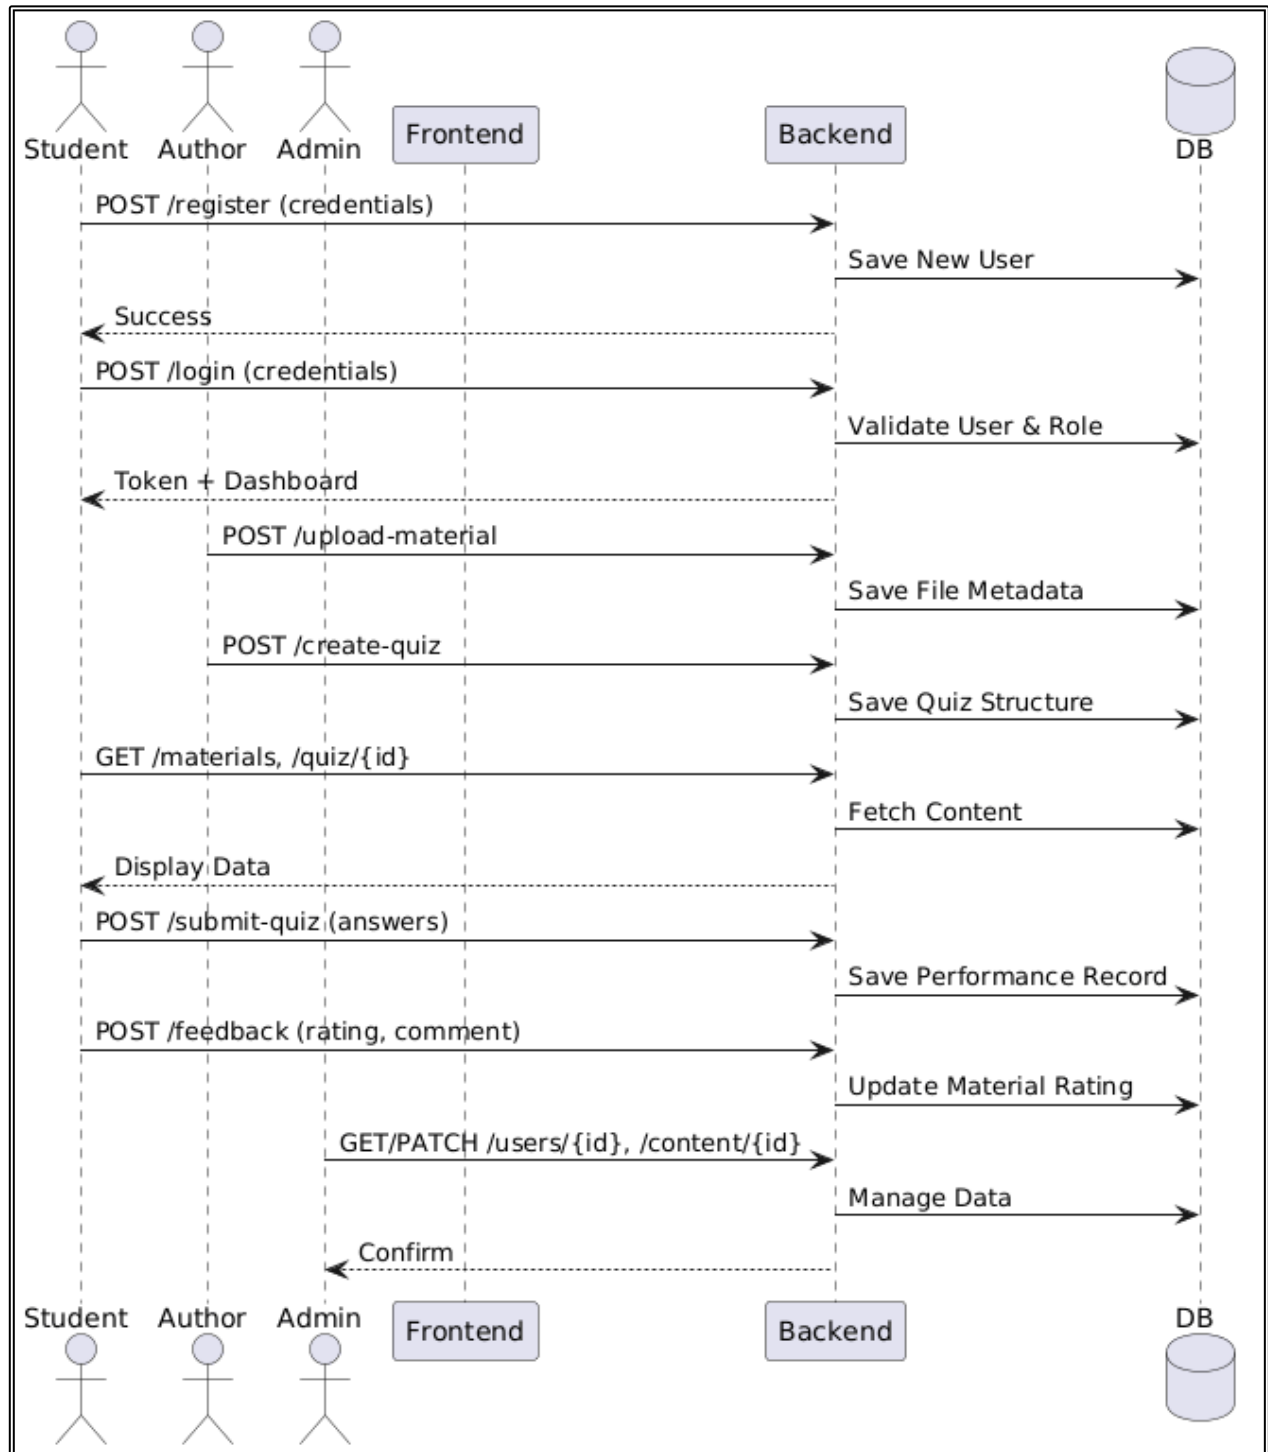 Student Author Admin Frontend Backend DB
POST /register (credentials)
Save New User
Success
POST /login (credentials)
Validate User & Role
Token + Dashboard
POST /upload-material
Save File Metadata
POST /create-quiz
Save Quiz Structure
GET /materials, /quiz/{id}
Fetch Content
Display Data
POST /submit-quiz (answers)
Save Performance Record
POST /feedback (rating, comment)
Update Material Rating
GET/PATCH /users/{id}, /content/{id}
Manage Data
Confirm
Student Author Admin Frontend Backend DB